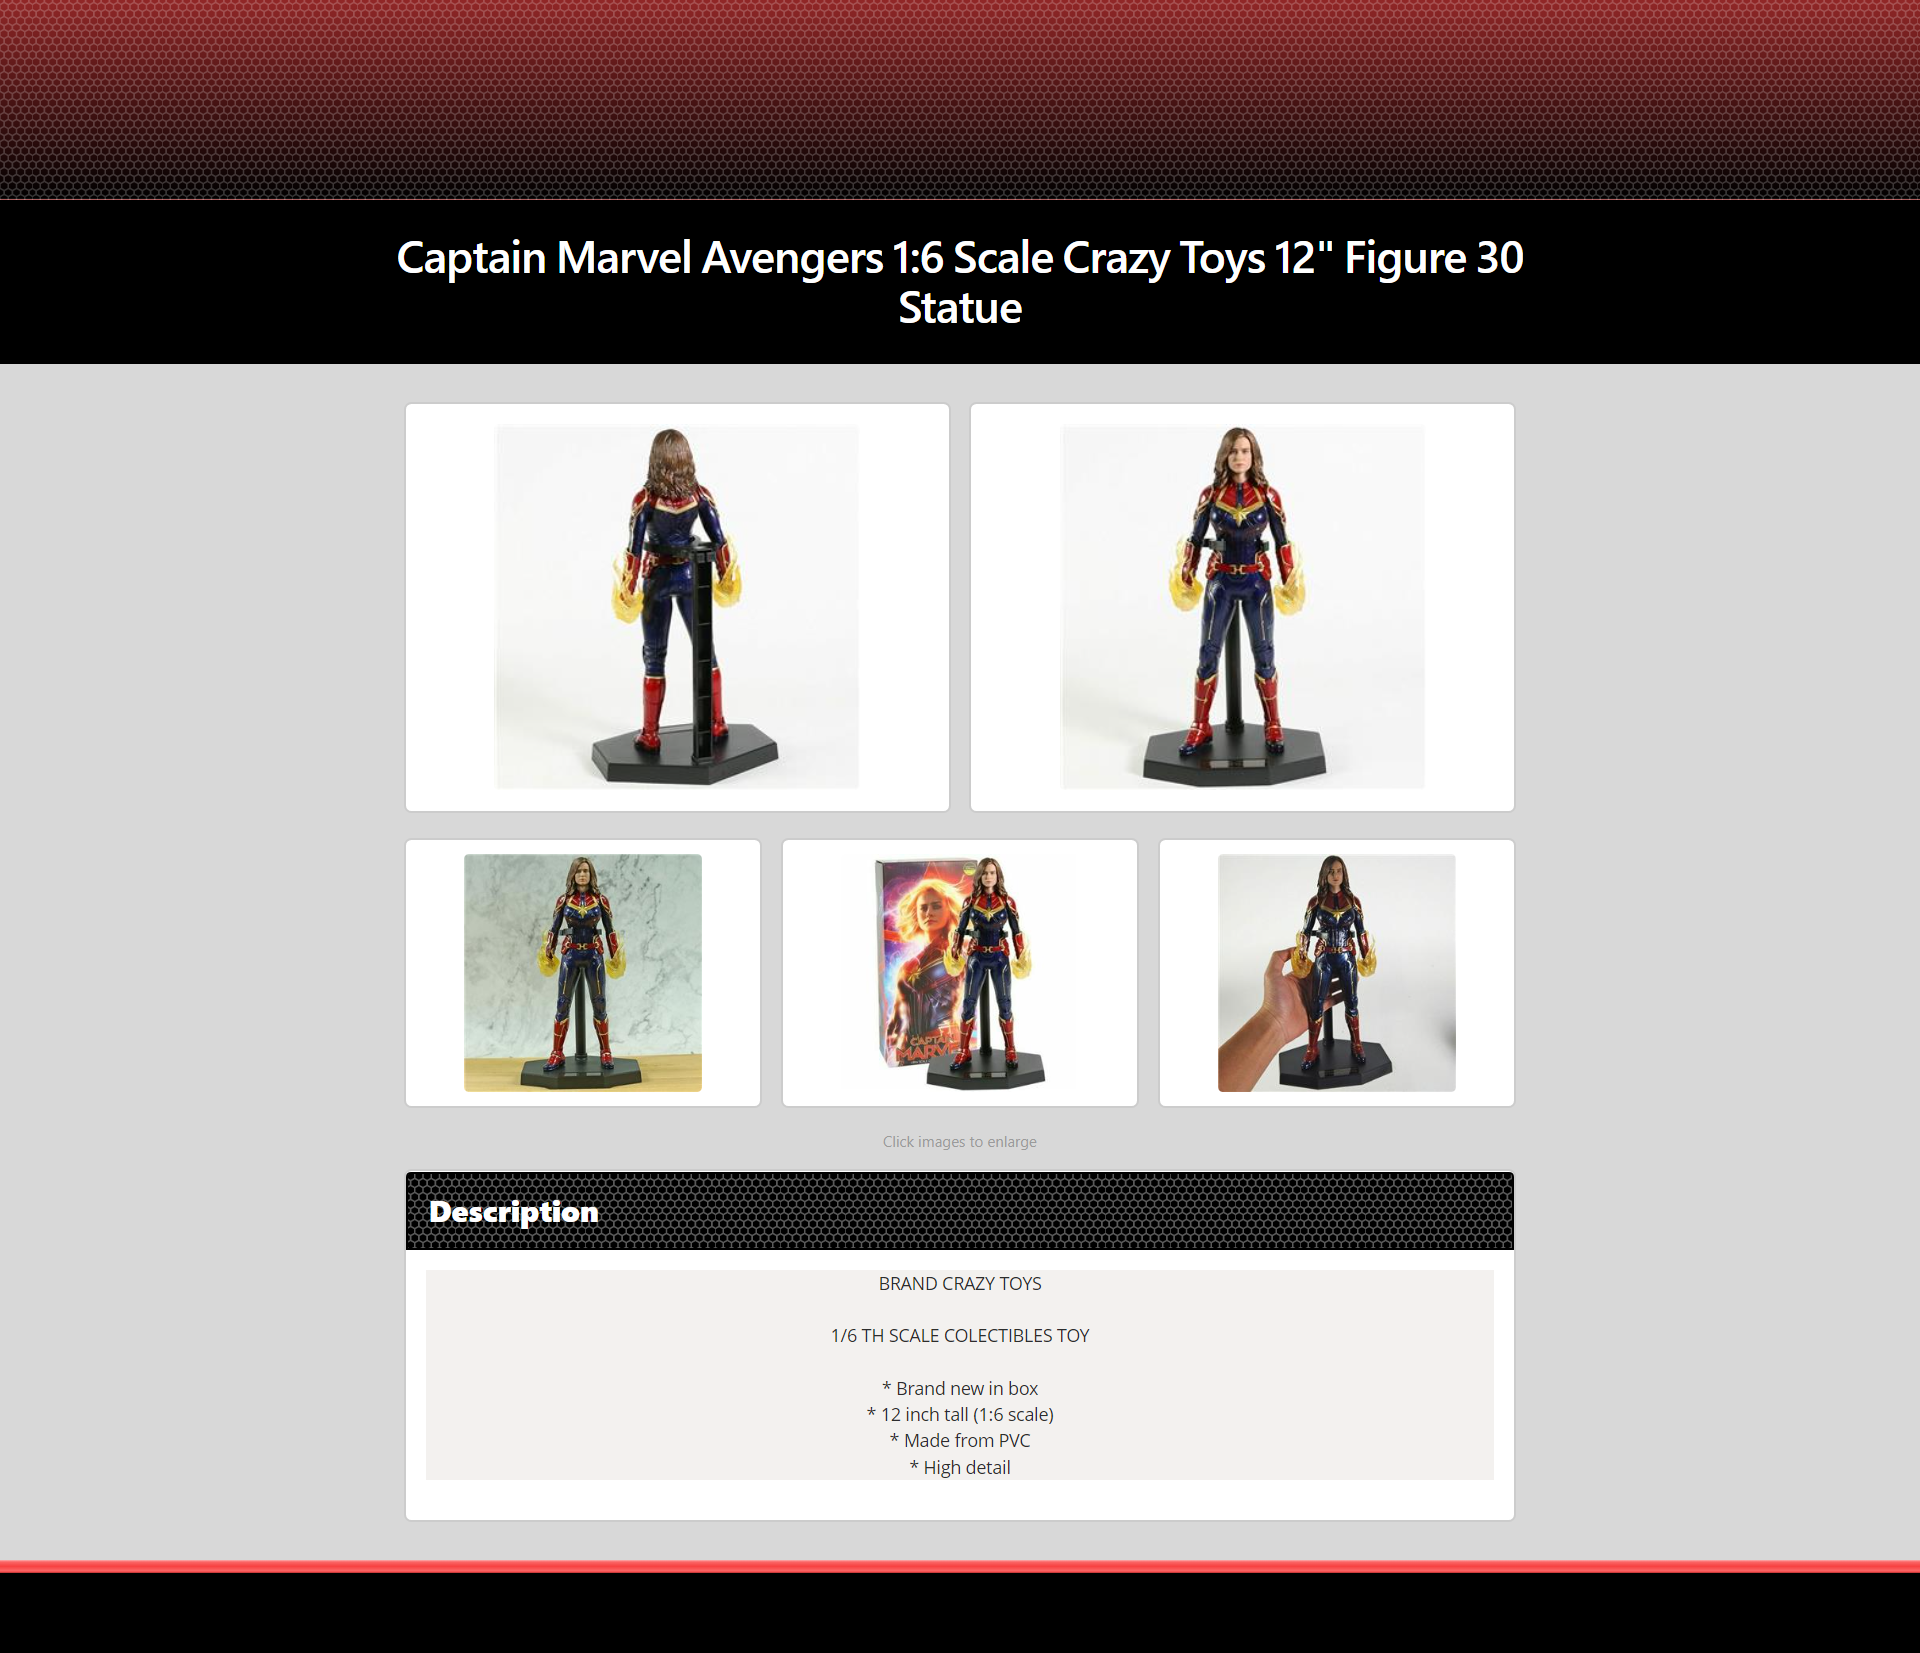 Captain Marvel Avengers 1:6 Scale Crazy Toys 12" Figure 30
Statue
CAPTAIN
MARVEL
Click images to enlarge
Description
BRAND CRAZY TOYS
1/6 TH SCALE COLECTIBLES TOY
* Brand new in box
* 12 inch tall (1:6 scale)
* Made from PVC
* High detail